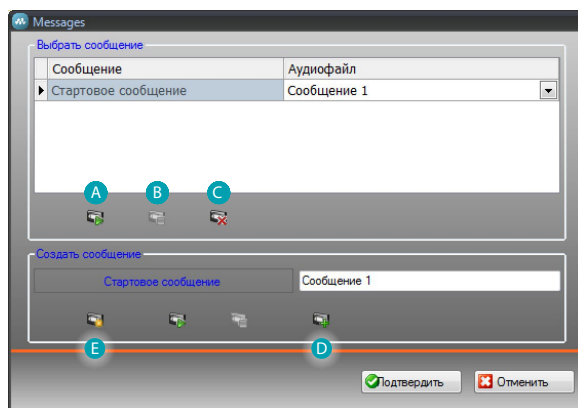 Messages
Выбрать сообщение
Сообщение Аудиофайл
Стартовое сообщение Сообщение 1
A B C
Создать сообщение
Стартовое сообщение Сообщение 1
E D
Подтвердить Отменить